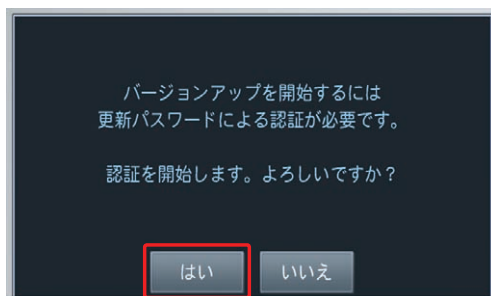 バージョンアップを開始するには
更新パスワードによる認証が必要です。
認証を開始します。よろしいですか？
はい
いいえ